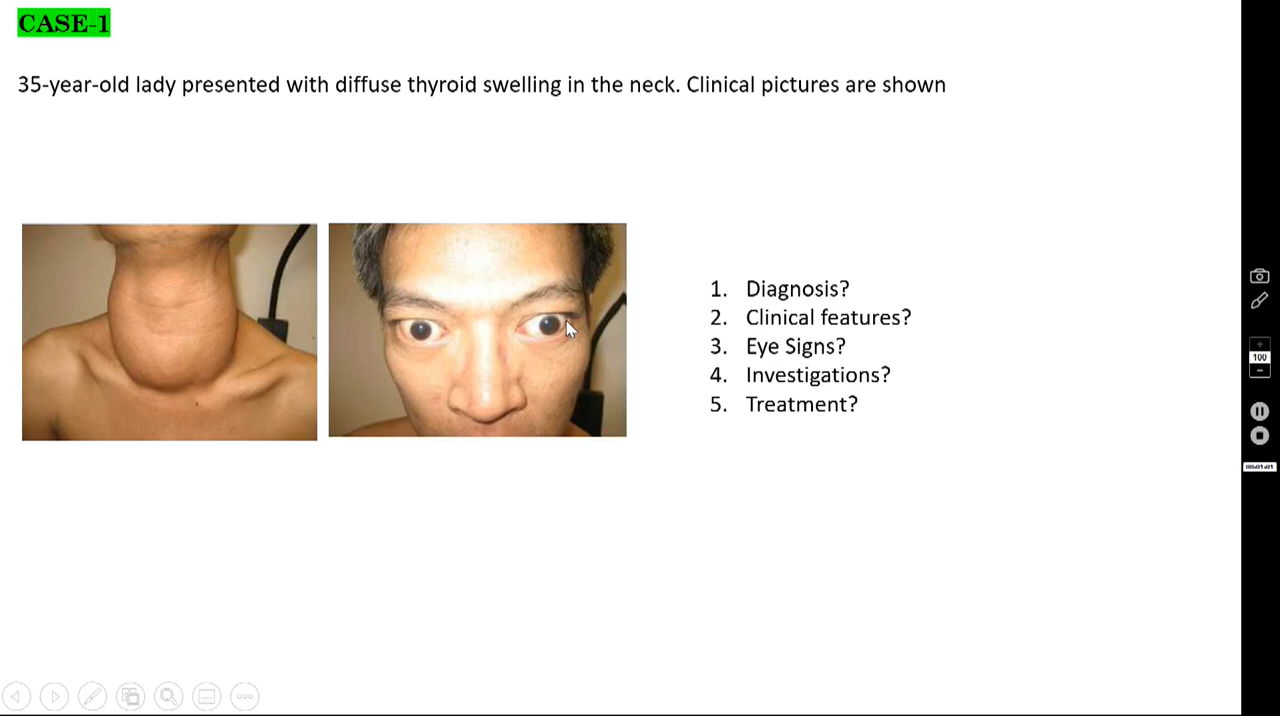 CASE-1
35-year-old lady presented with diffuse thyroid swelling in the neck. Clinical pictures are shown
1. Diagnosis?
2. Clinical features?
3. Eye Signs?
4. Investigations?
5. Treatment?
100